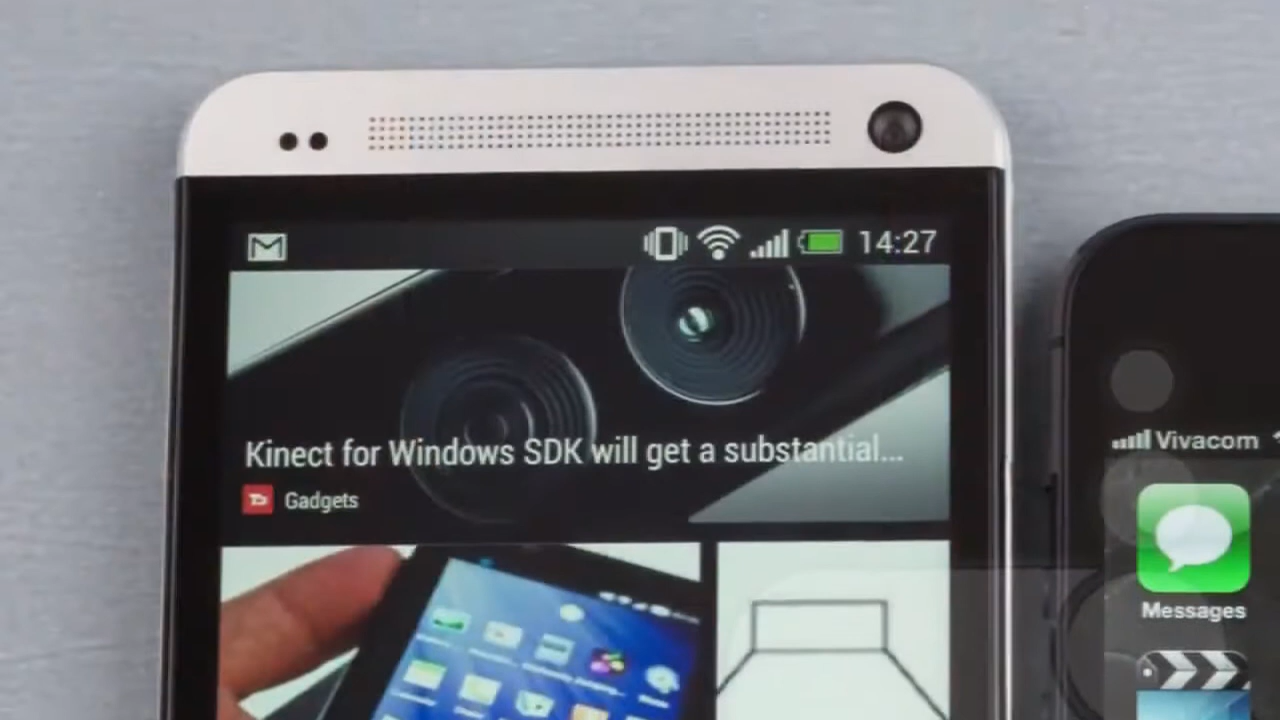 14:27
Kinect for Windows SDK will get a substantial...
Gadgets
Vivacom
Messages